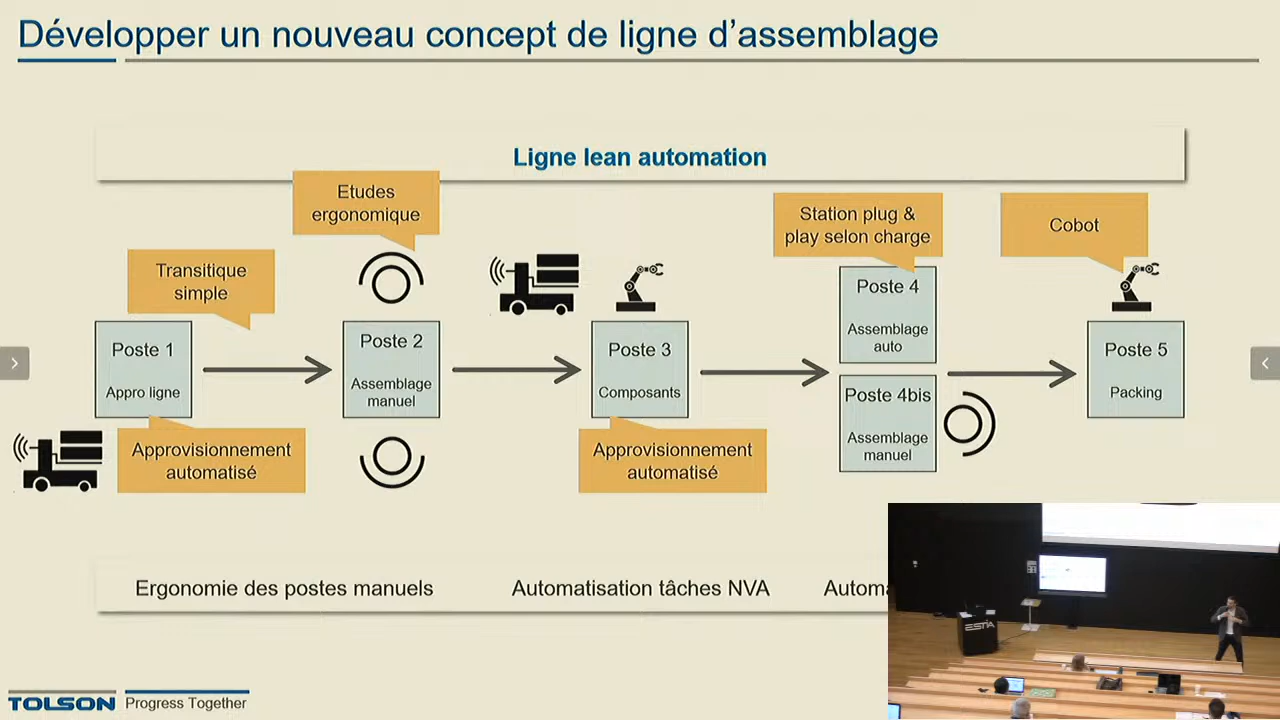 Développer un nouveau concept de ligne d'assemblage
Ligne lean automation
Etudes
ergonomique
Station plug &
play selon charge
Cobot
Transitique
simple
Poste 1
Appro ligne
Poste 2
Assemblage
manuel
Poste 3
Composants
Poste 4
Assemblage
auto
Poste 4bis
Assemblage
manuel
Poste 5
Packing
Approvisionnement
automatisé
Approvisionnement
automatisé
Ergonomie des postes manuels
Automatisation tâches NVA
Autom
ESTIA
TOLSON Progress Together